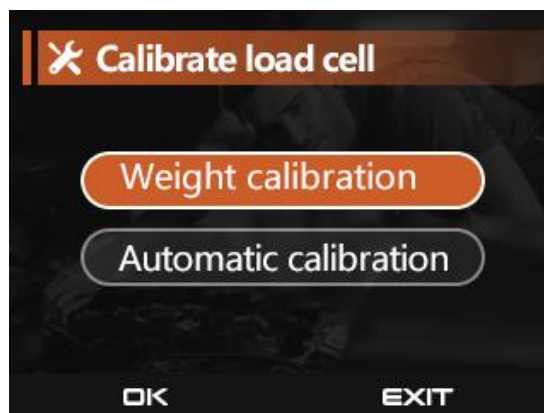 Calibrate load cell
Weight calibration
Automatic calibration
OK EXIT